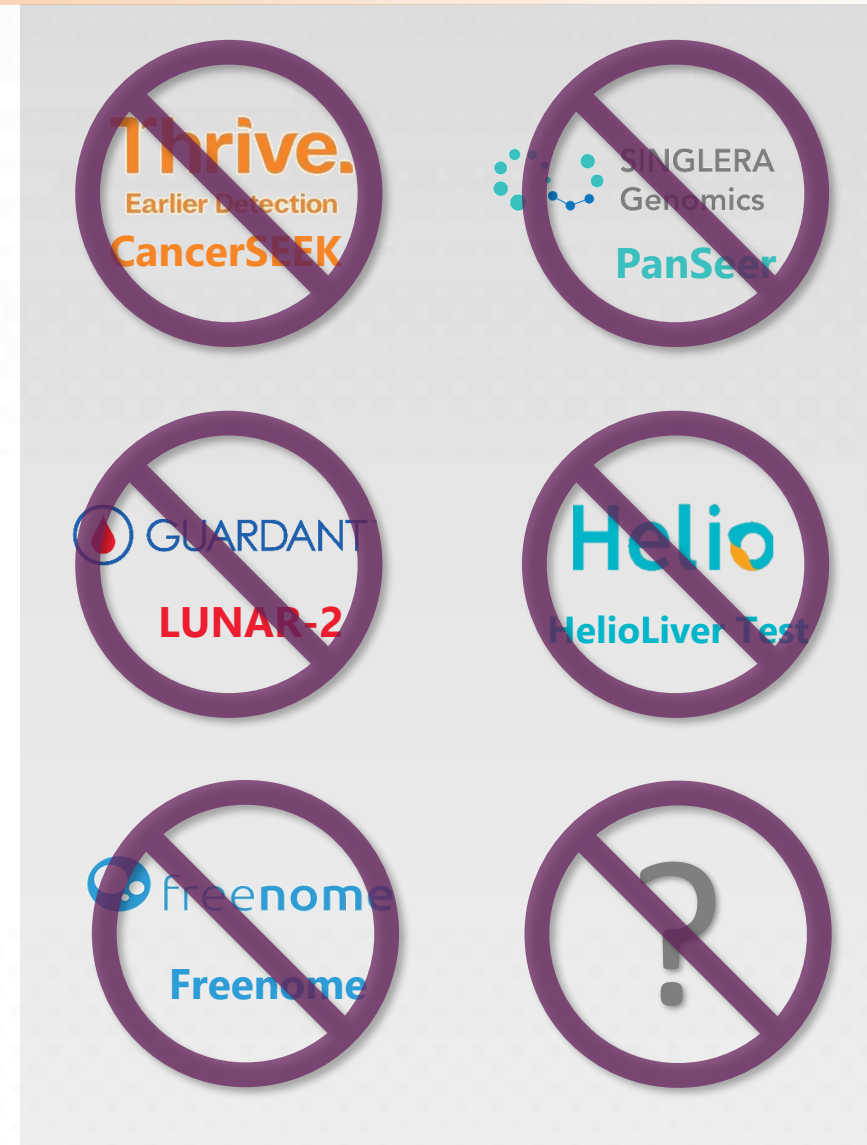 Thrive.
Earlier Detection
CancerSEEK
SINGLERA
Genomics
PanSeer
GUARDANT
LUNAR-2
Helio
HelioLiver Test
freenome
Freenome
?